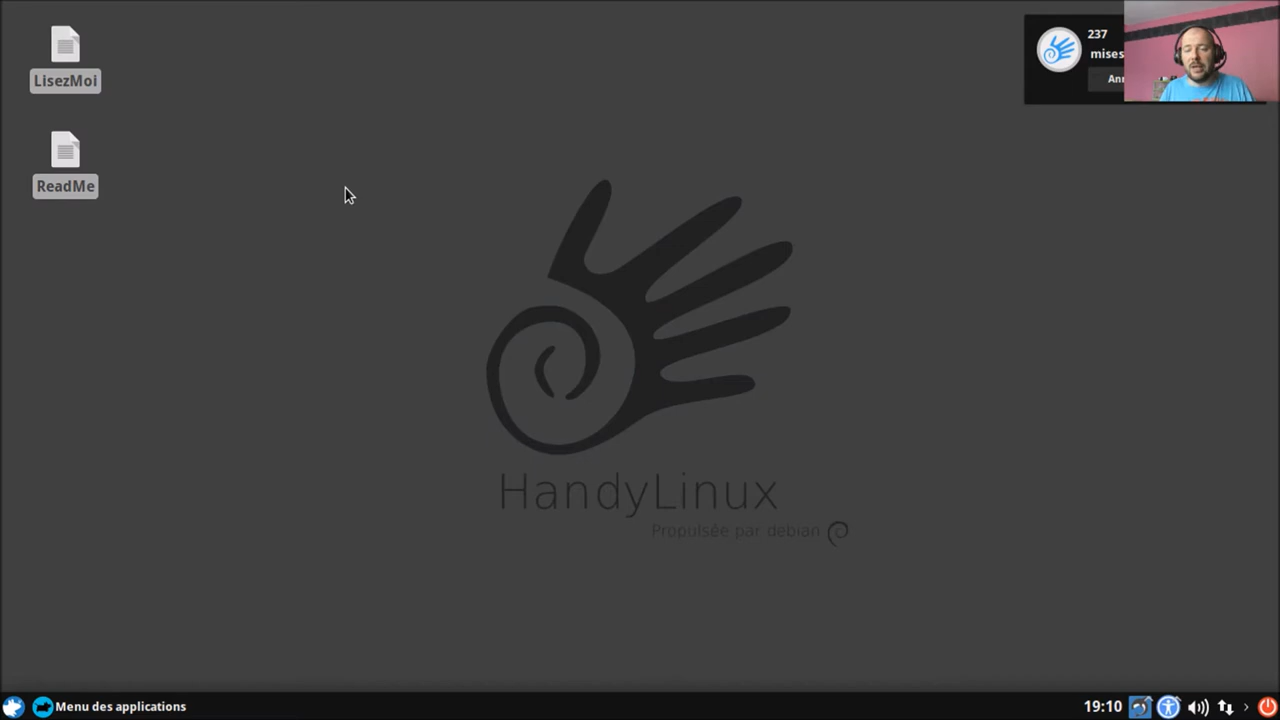 LisezMoi
ReadMe
237
mises
HandyLinux
Propulsée par debian
Menu des applications
19:10